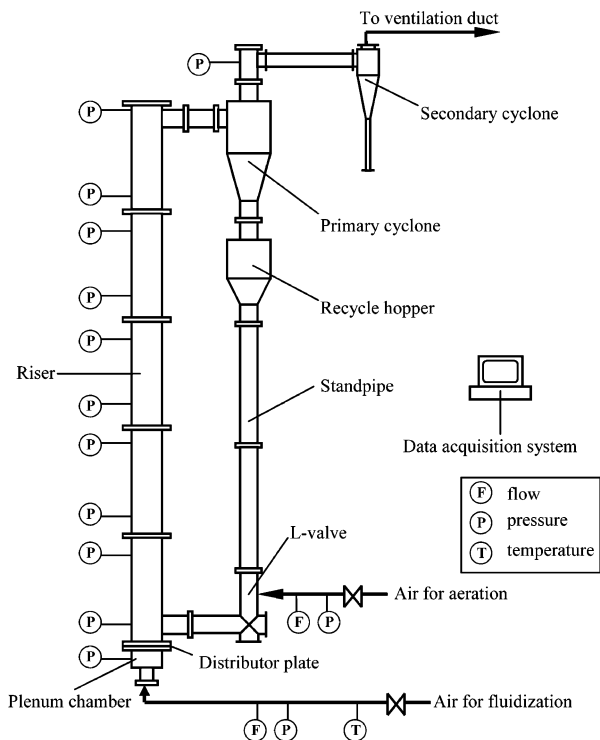 To ventilation duct
P
P
Secondary cyclone
P
Primary cyclone
P
P
Recycle hopper
P
Riser
Standpipe
P
P
Data acquisition system
F flow
P
P pressure
L-valve
P
T temperature
Air for aeration
P
F
P
P
Distributor plate
Plenum chamber
Air for fluidization
F
P
T